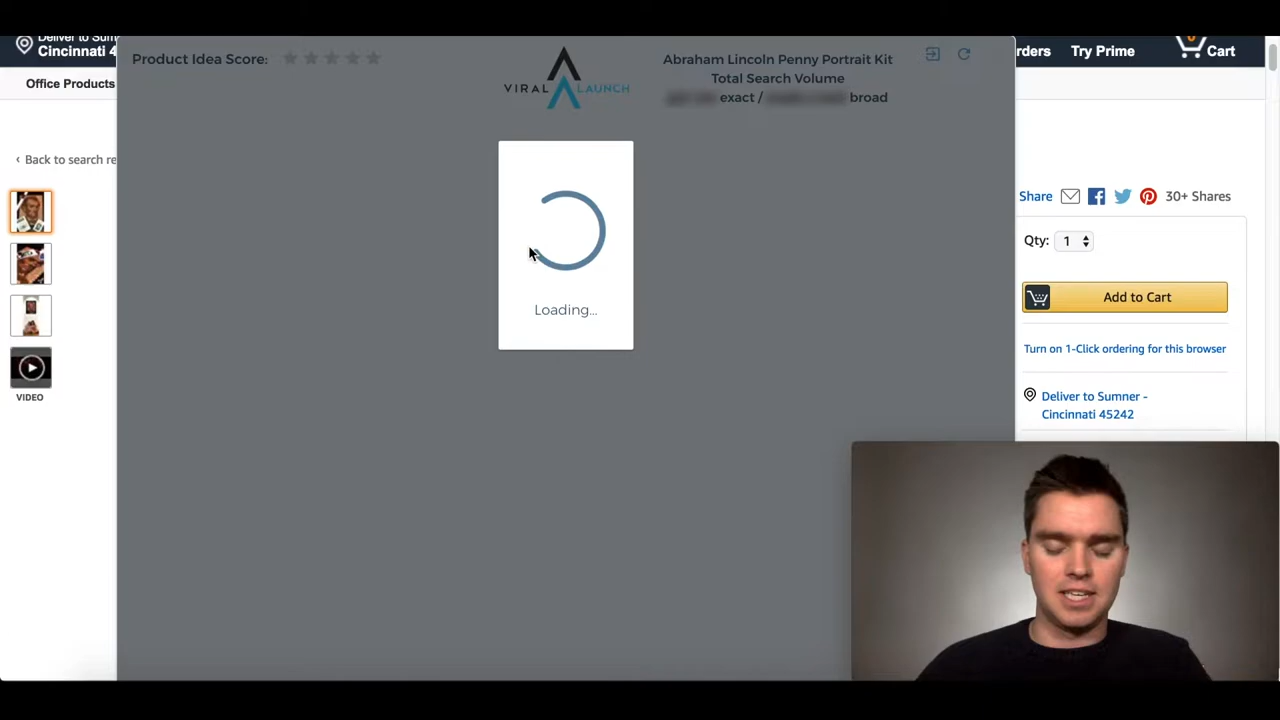 Deliver to Sumner
Cincinnati 4
Product Idea Score:
VIRAL LAUNCH
Abraham Lincoln Penny Portrait Kit
Total Search Volume
exact / broad
rders
Try Prime
Cart
Office Products
‹ Back to search re
Share
30+ Shares
Qty: 1
Add to Cart
Loading...
Turn on 1-Click ordering for this browser
Deliver to Sumner -
Cincinnati 45242
VIDEO